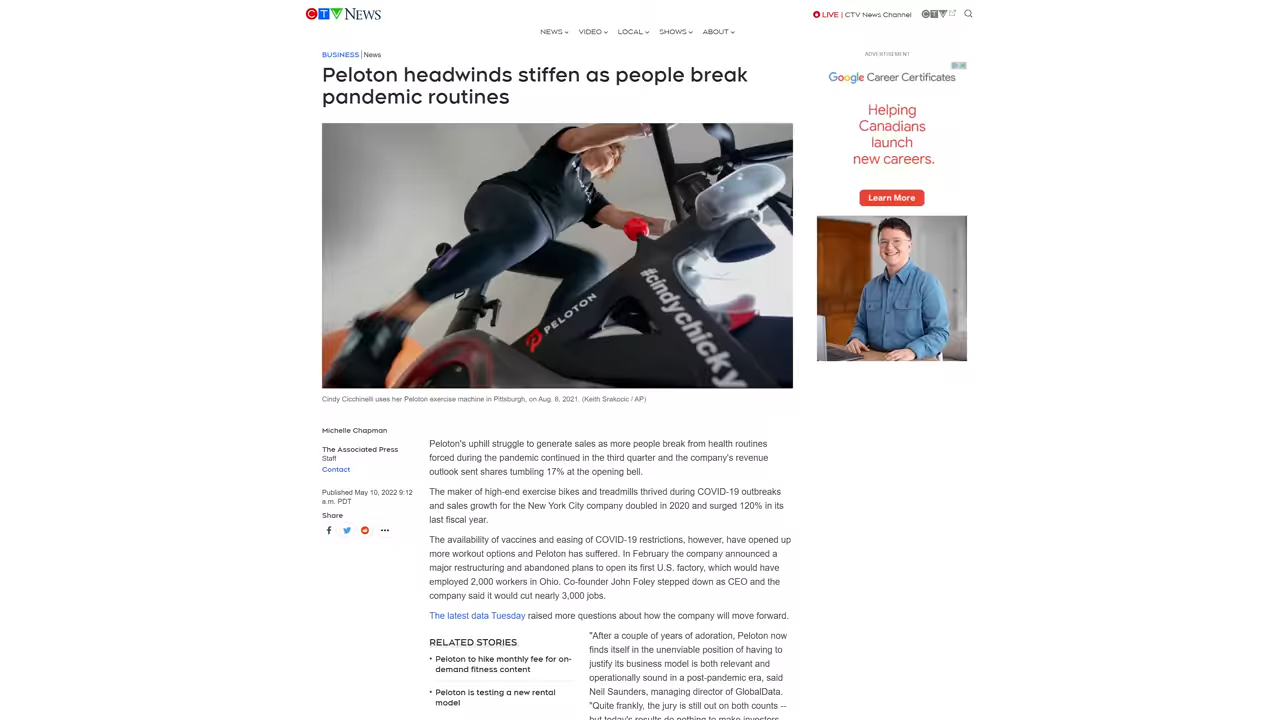 CTV NEWS
LIVE | CTV News Channel
CTV
NEWS
VIDEO
LOCAL
SHOWS
ABOUT
BUSINESS | News
Peloton headwinds stiffen as people break
pandemic routines
PELOTON
#cindychicky
Cindy Cicchinelli uses her Peloton exercise machine in Pittsburgh, on Aug. 8, 2021. (Keith Srakocic / AP)
Michelle Chapman
The Associated Press
Staff
Contact
Published May 10, 2022 9:12
a.m. PDT
Share
Peloton's uphill struggle to generate sales as more people break from health routines
forced during the pandemic continued in the third quarter and the company's revenue
outlook sent shares tumbling 17% at the opening bell.
The maker of high-end exercise bikes and treadmills thrived during COVID-19 outbreaks
and sales growth for the New York City company doubled in 2020 and surged 120% in its
last fiscal year.
The availability of vaccines and easing of COVID-19 restrictions, however, have opened up
more workout options and Peloton has suffered. In February the company announced a
major restructuring and abandoned plans to open its first U.S. factory, which would have
employed 2,000 workers in Ohio. Co-founder John Foley stepped down as CEO and the
company said it would cut nearly 3,000 jobs.
The latest data Tuesday raised more questions about how the company will move forward.
RELATED STORIES
• Peloton to hike monthly fee for on-
demand fitness content
• Peloton is testing a new rental
model
"After a couple of years of adoration, Peloton now
finds itself in the unenviable position of having to
justify its business model is both relevant and
operationally sound in a post-pandemic era, said
Neil Saunders, managing director of GlobalData.
"Quite frankly, the jury is still out on both counts --
but today's results do nothing to make investors
ADVERTISEMENT
Google Career Certificates
Helping
Canadians
launch
new careers.
Learn More